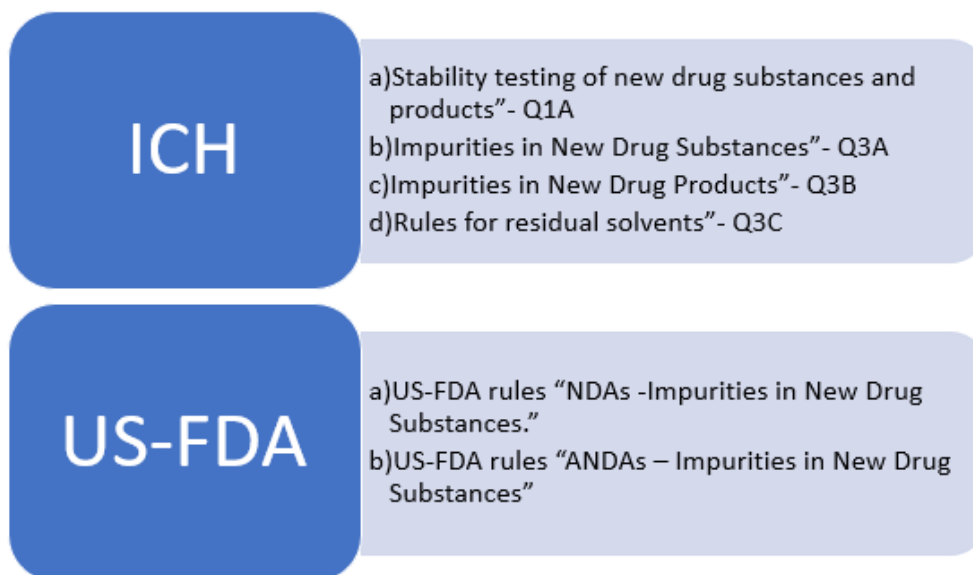 ICH
a)Stability testing of new drug substances and
products”- Q1A
b)Impurities in New Drug Substances”- Q3A
c)Impurities in New Drug Products”- Q3B
d)Rules for residual solvents”- Q3C
US-FDA
a)US-FDA rules “NDAs -Impurities in New Drug
Substances.”
b)US-FDA rules “ANDAs – Impurities in New Drug
Substances”